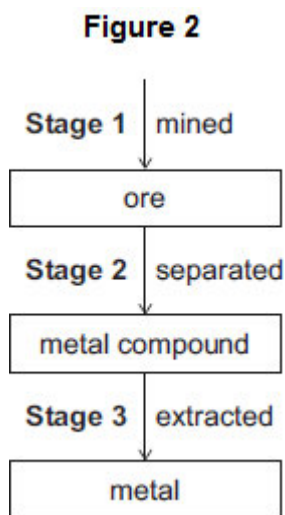 Figure 2
Stage 1 mined
ore
Stage 2 separated
metal compound
Stage 3 extracted
metal